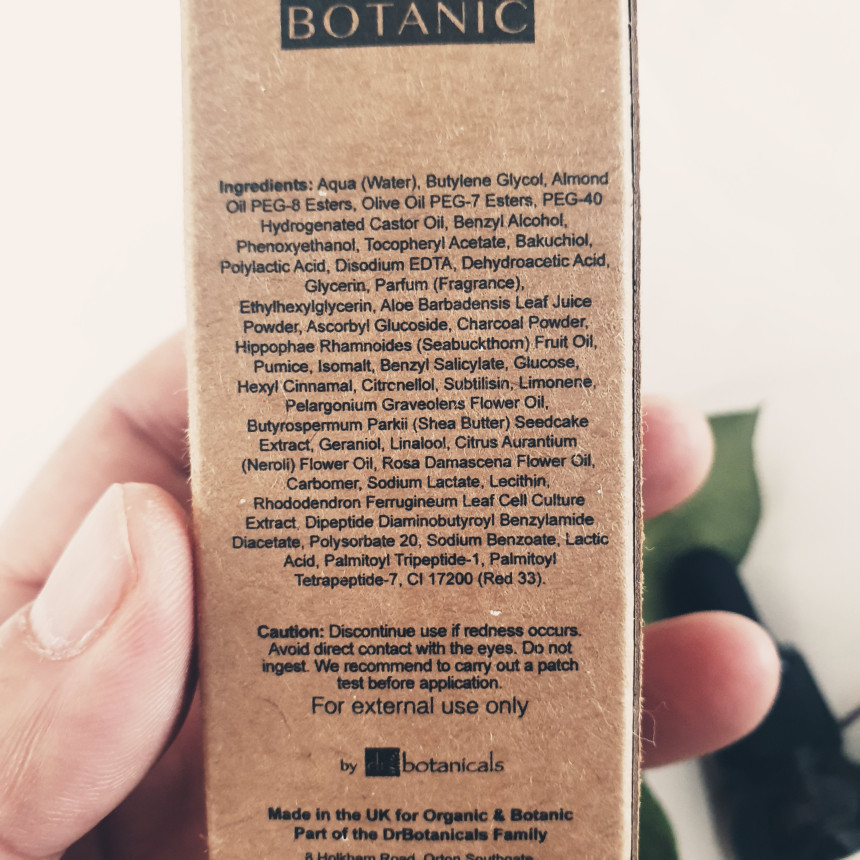 BOTANIC
Ingredients: Aqua (Water), Butylene Glycol, Almond
Oil PEG-8 Esters, Olive Oil PEG-7 Esters, PEG-40
Hydrogenated Castor Oil, Benzyl Alcohol,
Phenoxyethanol, Tocopheryl Acetate, Bakuchiol,
Polylactic Acid, Disodium EDTA, Dehydroacetic Acid,
Glycerin, Parfum (Fragrance),
Ethylhexylglycerin, Aloe Barbadensis Leaf Juice
Powder, Ascorbyl Glucoside, Charcoal Powder,
Hippophae Rhamnoides (Seabuckthorn) Fruit Oil,
Pumice, Isomalt, Benzyl Salicylate, Glucose,
Hexyl Cinnamal, Citronellol, Subtilisin, Limonene,
Pelargonium Graveolens Flower Oil,
Butyrospermum Parkii (Shea Butter) Seedcake
Extract, Geraniol, Linalool, Citrus Aurantium
(Neroli) Flower Oil, Rosa Damascena Flower Oil,
Carbomer, Sodium Lactate, Lecithin,
Rhododendron Ferrugineum Leaf Cell Culture
Extract, Dipeptide Diaminobutyroyl Benzylamide
Diacetate, Polysorbate 20, Sodium Benzoate, Lactic
Acid, Palmitoyl Tripeptide-1, Palmitoyl
Tetrapeptide-7, CI 17200 (Red 33).
Caution: Discontinue use if redness occurs.
Avoid direct contact with the eyes. Do not
ingest. We recommend to carry out a patch
test before application.
For external use only
by dr. botanicals
Made in the UK for Organic & Botanic
Part of the DrBotanicals Family
8 Holkham Road, Orton Southgate